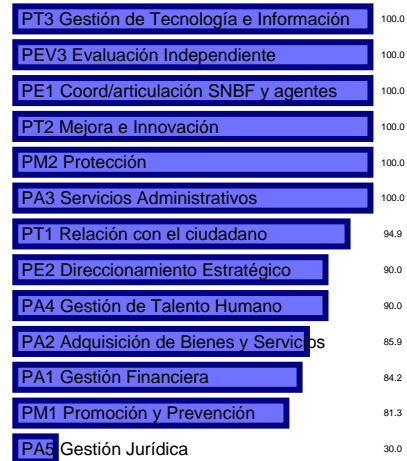 PT3 Gestión de Tecnología e Información 100.0
PEV3 Evaluación Independiente 100.0
PE1 Coord/articulación SNBF y agentes 100.0
PT2 Mejora e Innovación 100.0
PM2 Protección 100.0
PA3 Servicios Administrativos 100.0
PT1 Relación con el ciudadano 94.9
PE2 Direccionamiento Estratégico 90.0
PA4 Gestión de Talento Humano 90.0
PA2 Adquisición de Bienes y Servicios 85.9
PA1 Gestión Financiera 84.2
PM1 Promoción y Prevención 81.3
PA5 Gestión Jurídica 30.0